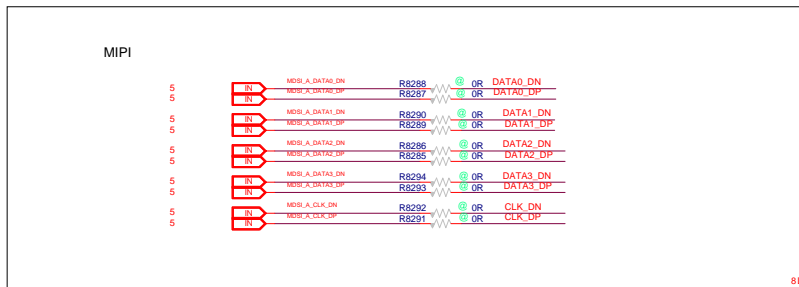 MIPI
5 IN MDSI_A_DATA0_DN R8288 @ 0R DATA0_DN
5 IN MDSI_A_DATA0_DP R8287 @ 0R DATA0_DP
5 IN MDSI_A_DATA1_DN R8290 @ 0R DATA1_DN
5 IN MDSI_A_DATA1_DP R8289 @ 0R DATA1_DP
5 IN MDSI_A_DATA2_DN R8286 @ 0R DATA2_DN
5 IN MDSI_A_DATA2_DP R8285 @ 0R DATA2_DP
5 IN MDSI_A_DATA3_DN R8294 @ 0R DATA3_DN
5 IN MDSI_A_DATA3_DP R8293 @ 0R DATA3_DP
5 IN MDSI_A_CLK_DN R8292 @ 0R CLK_DN
5 IN MDSI_A_CLK_DP R8291 @ 0R CLK_DP